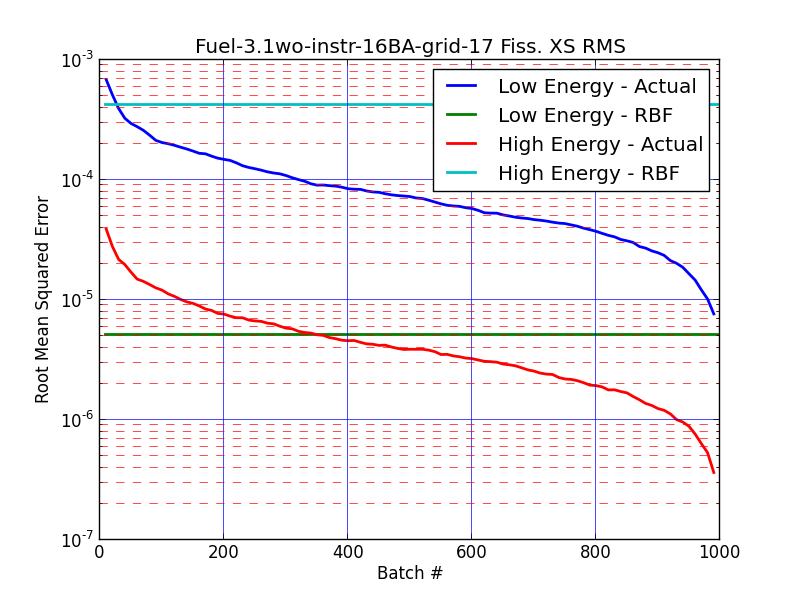 Fuel-3.1wo-instr-16BA-grid-17 Fiss. XS RMS
Low Energy - Actual
Low Energy - RBF
High Energy - Actual
High Energy - RBF
Root Mean Squared Error
10^-3
10^-4
10^-5
10^-6
10^-7
0 200 400 600 800 1000
Batch #